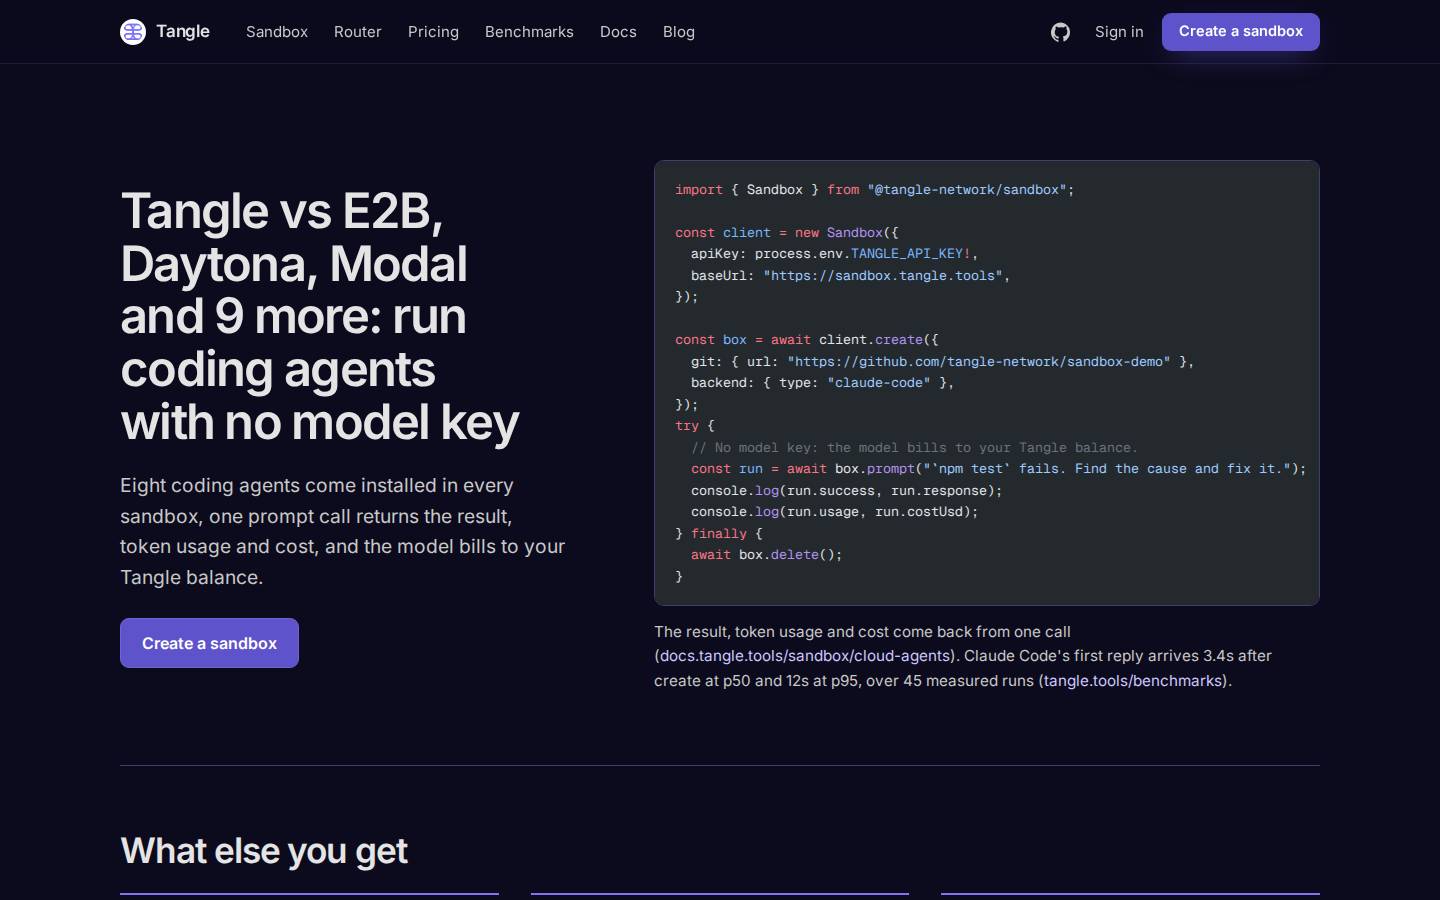 Tangle
Sandbox
Router
Pricing
Benchmarks
Docs
Blog
Sign in
Create a sandbox
Tangle vs E2B,
Daytona, Modal
and 9 more: run
coding agents
with no model key
Eight coding agents come installed in every
sandbox, one prompt call returns the result,
token usage and cost, and the model bills to your
Tangle balance.
Create a sandbox
import { Sandbox } from "@tangle-network/sandbox";
const client = new Sandbox({
  apiKey: process.env.TANGLE_API_KEY!,
  baseUrl: "https://sandbox.tangle.tools",
});
const box = await client.create({
  git: { url: "https://github.com/tangle-network/sandbox-demo" },
  backend: { type: "claude-code" },
});
try {
  // No model key: the model bills to your Tangle balance.
  const run = await box.prompt("`npm test` fails. Find the cause and fix it.");
  console.log(run.success, run.response);
  console.log(run.usage, run.costUsd);
} finally {
  await box.delete();
}
The result, token usage and cost come back from one call
(docs.tangle.tools/sandbox/cloud-agents). Claude Code's first reply arrives 3.4s after
create at p50 and 12s at p95, over 45 measured runs (tangle.tools/benchmarks).
What else you get